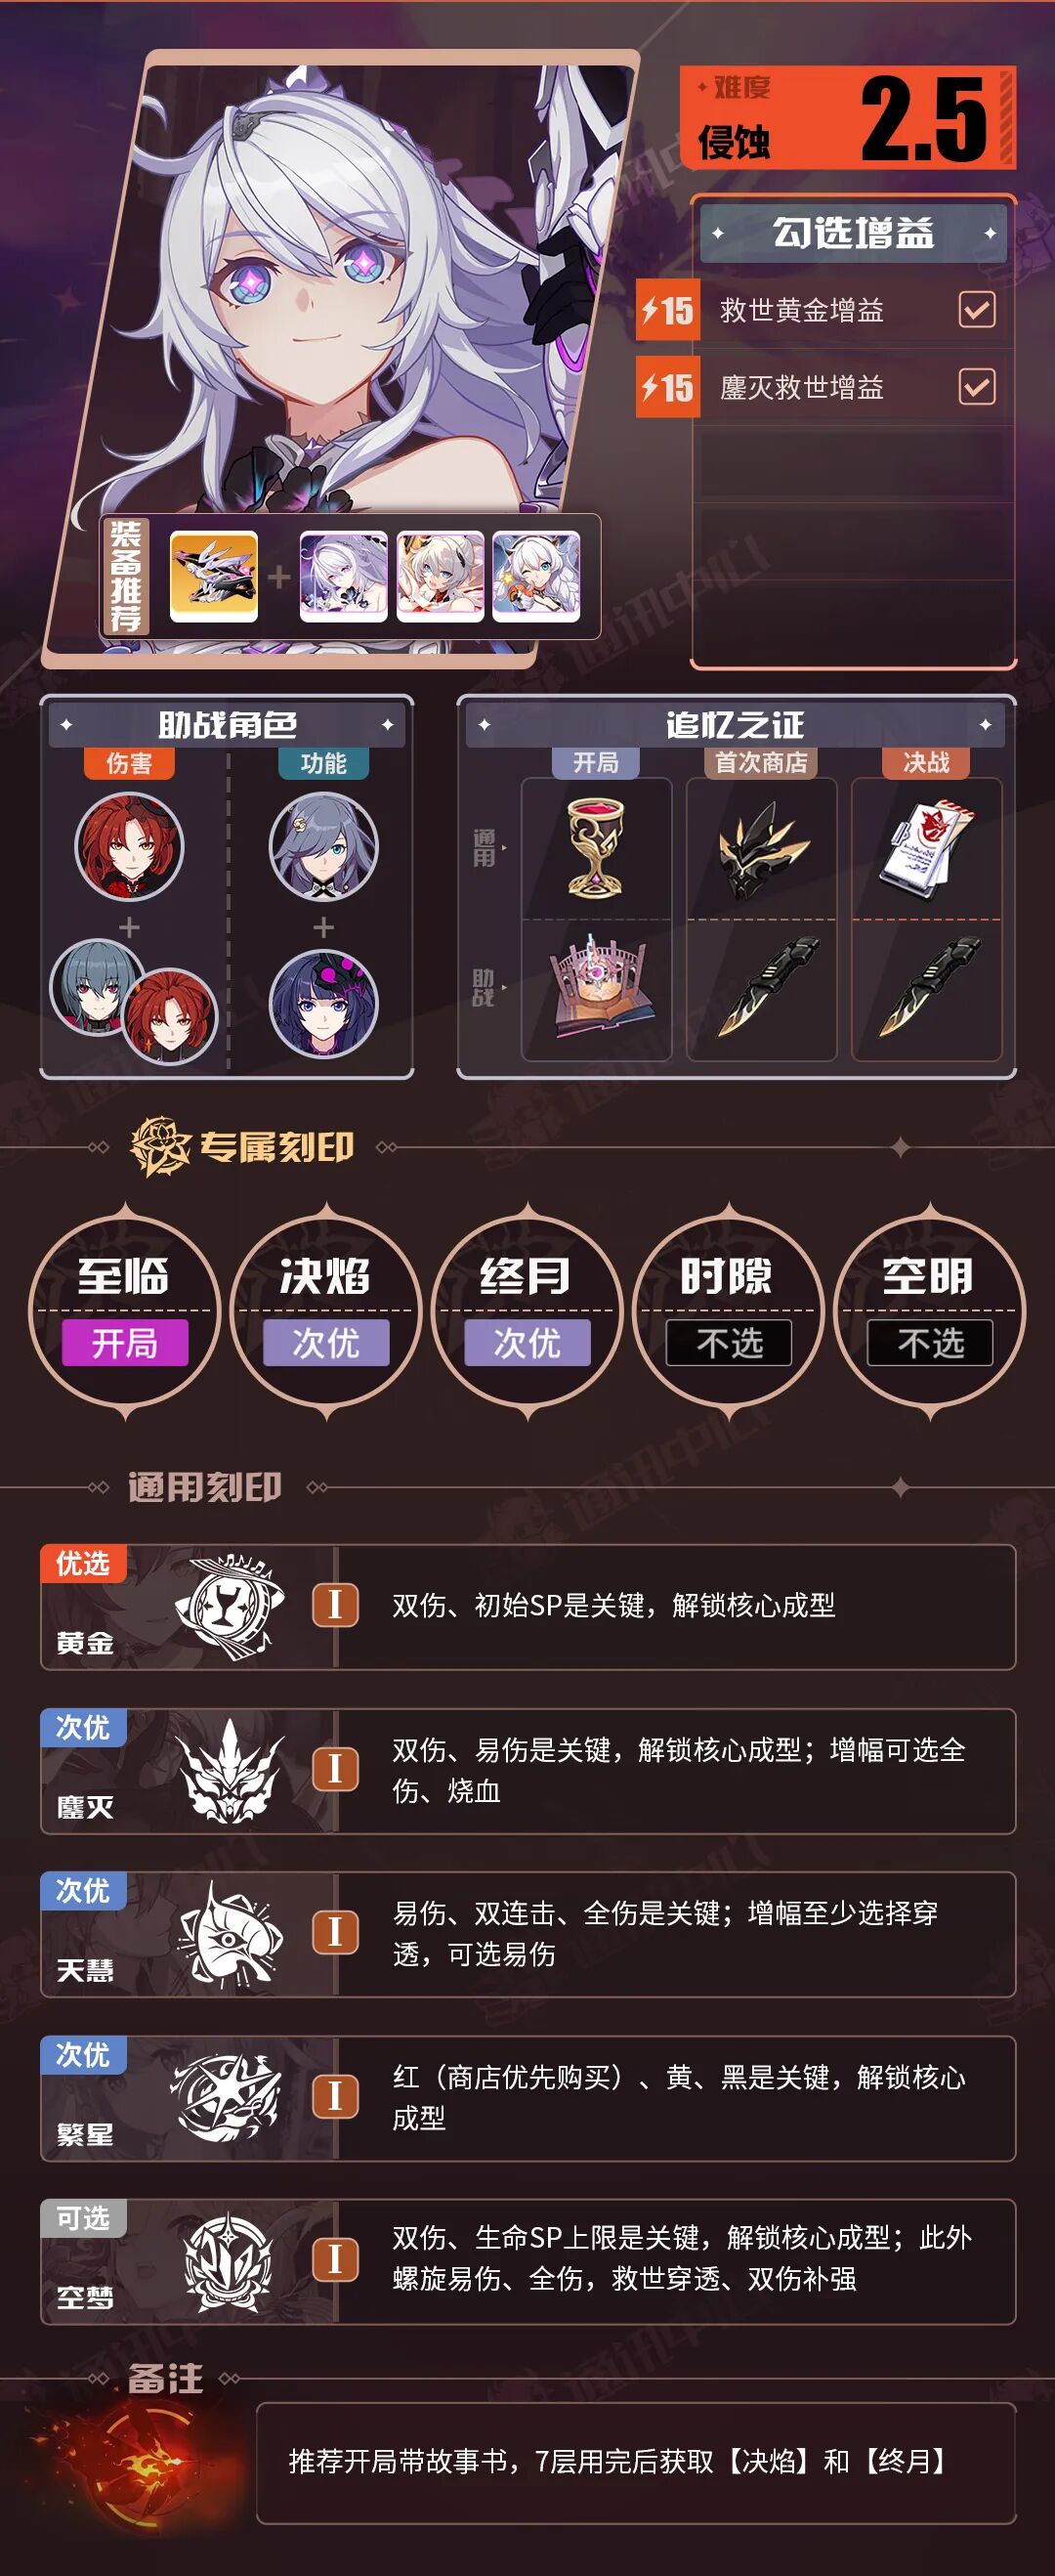 难度
侵蚀
2.5
勾选增益
15 救世黄金增益
15 鏖灭救世增益
装备推荐
助战角色
伤害
功能
追忆之证
开局
首次商店
决战
通用
助战
专属刻印
至临
开局
决焰
次优
终月
次优
时隙
不选
空明
不选
通用刻印
优选
黄金
I
双伤、初始SP是关键，解锁核心成型
次优
鏖灭
I
双伤、易伤是关键，解锁核心成型；增幅可选全
伤、烧血
次优
天慧
I
易伤、双连击、全伤是关键；增幅至少选择穿
透，可选易伤
次优
繁星
I
红（商店优先购买）、黄、黑是关键，解锁核心
成型
可选
空梦
I
双伤、生命SP上限是关键，解锁核心成型；此外
螺旋易伤、全伤，救世穿透、双伤补强
备注
推荐开局带故事书，7层用完后获取【决焰】和【终月】